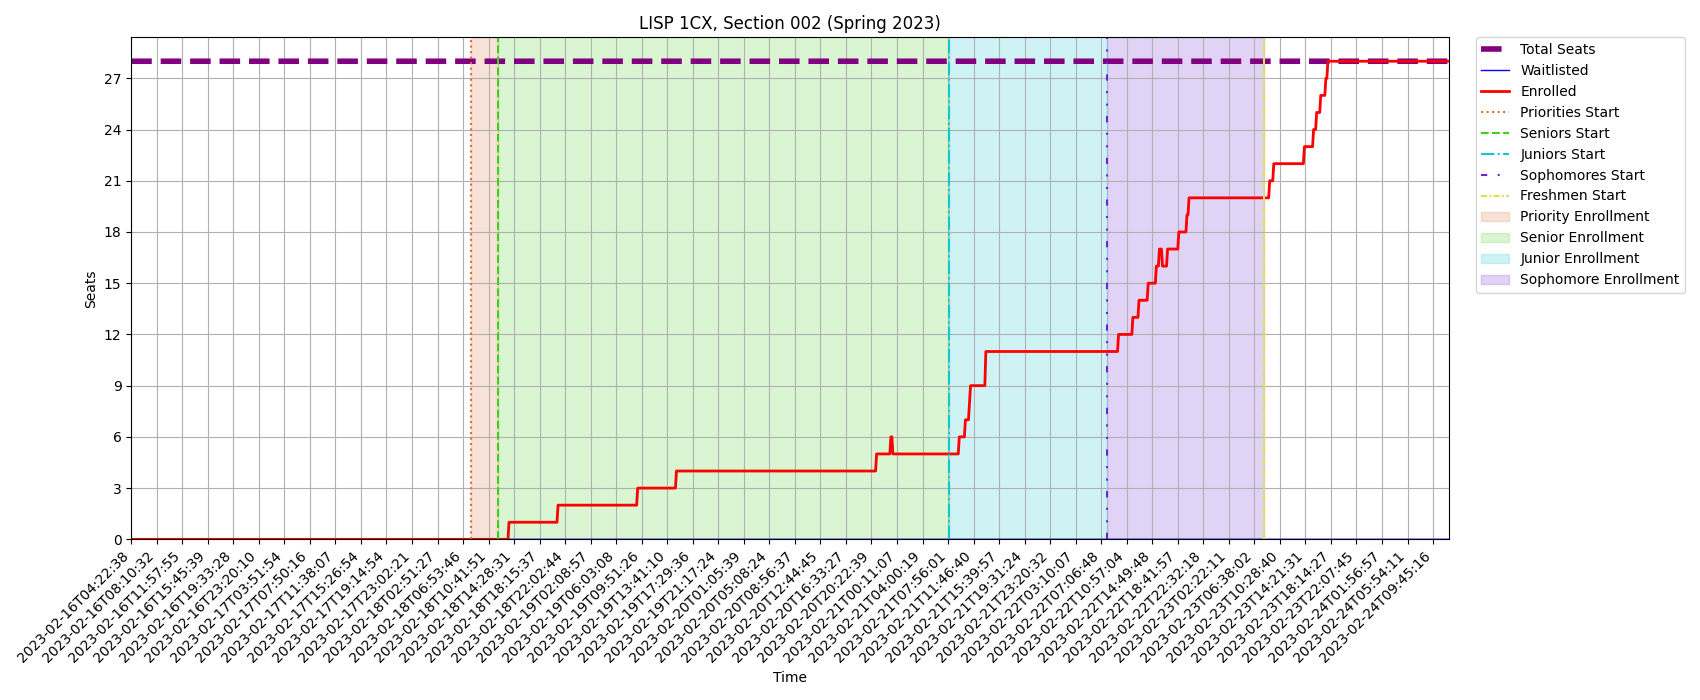 LISP 1CX, Section 002 (Spring 2023)
Seats
27
24
21
18
15
12
9
6
3
0
2023-02-16T04:22:38
2023-02-16T08:10:32
2023-02-16T11:57:55
2023-02-16T15:45:39
2023-02-16T19:33:28
2023-02-16T23:20:10
2023-02-17T03:51:54
2023-02-17T07:50:16
2023-02-17T11:38:07
2023-02-17T15:26:54
2023-02-17T19:14:54
2023-02-17T23:02:21
2023-02-18T02:51:27
2023-02-18T06:53:46
2023-02-18T10:41:51
2023-02-18T14:28:31
2023-02-18T18:15:37
2023-02-18T22:02:44
2023-02-19T02:08:57
2023-02-19T06:03:08
2023-02-19T09:51:26
2023-02-19T13:41:10
2023-02-19T17:29:36
2023-02-19T21:17:24
2023-02-20T01:05:39
2023-02-20T05:08:24
2023-02-20T08:56:37
2023-02-20T12:44:45
2023-02-20T16:33:27
2023-02-20T20:22:39
2023-02-21T00:11:07
2023-02-21T04:00:19
2023-02-21T07:56:01
2023-02-21T11:46:40
2023-02-21T15:39:57
2023-02-21T19:31:24
2023-02-21T23:20:32
2023-02-22T03:10:07
2023-02-22T07:06:48
2023-02-22T10:57:04
2023-02-22T14:49:48
2023-02-22T18:41:57
2023-02-22T22:32:18
2023-02-23T02:22:11
2023-02-23T06:38:02
2023-02-23T10:28:40
2023-02-23T14:21:31
2023-02-23T18:14:27
2023-02-23T22:07:45
2023-02-24T01:56:57
2023-02-24T05:54:11
2023-02-24T09:45:16
Time
Total Seats
Waitlisted
Enrolled
Priorities Start
Seniors Start
Juniors Start
Sophomores Start
Freshmen Start
Priority Enrollment
Senior Enrollment
Junior Enrollment
Sophomore Enrollment